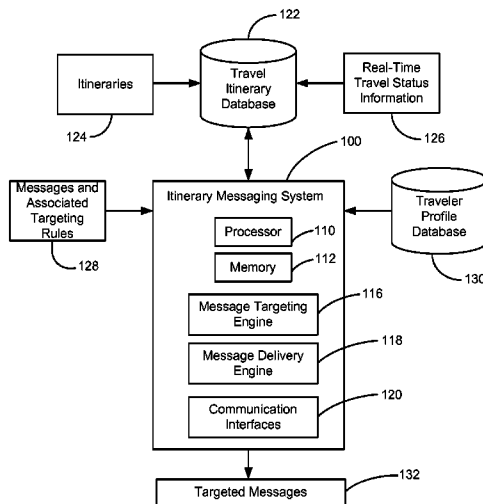 122
Itineraries
Travel
Itinerary
Database
Real-Time
Travel Status
Information
124
126
100
Messages and
Associated
Targeting
Rules
128
Itinerary Messaging System
Traveler
Profile
Database
130
Processor
110
Memory
112
116
Message Targeting
Engine
118
Message Delivery
Engine
120
Communication
Interfaces
Targeted Messages
132